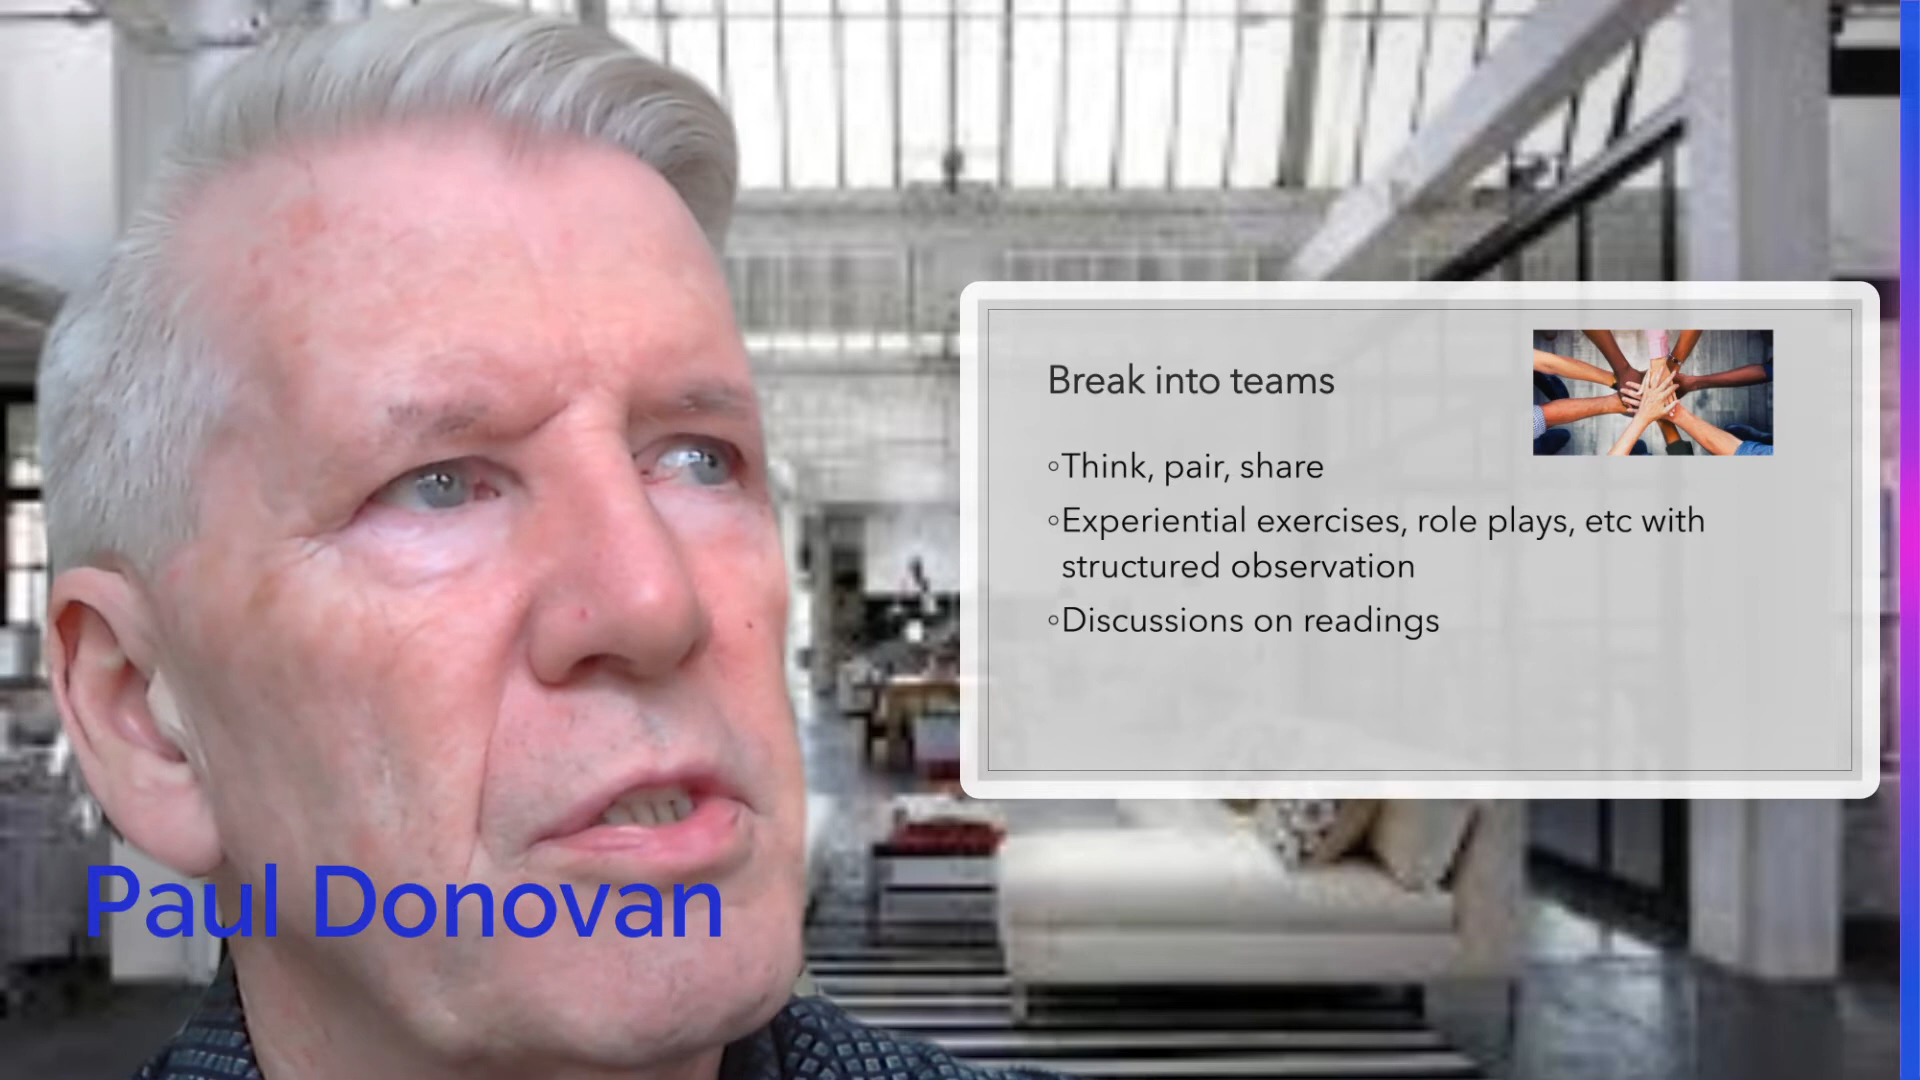 Break into teams
◦Think, pair, share
◦Experiential exercises, role plays, etc with
structured observation
◦Discussions on readings
Paul Donovan